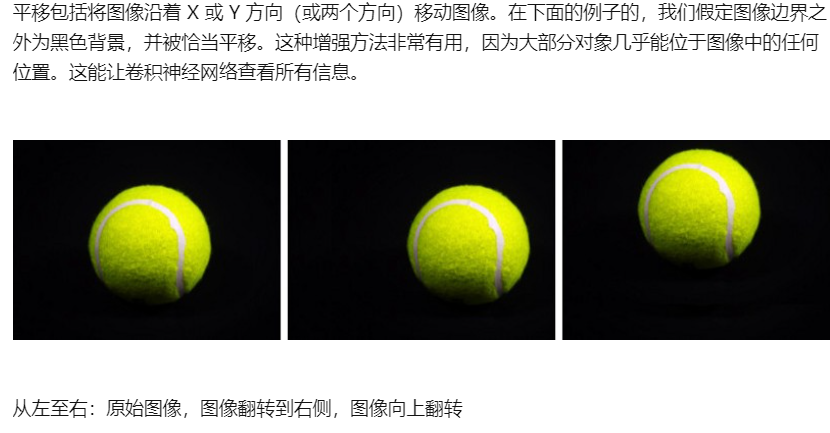 平移包括将图像沿着 X 或 Y 方向（或两个方向）移动图像。在下面的例子的，我们假定图像边界之
外为黑色背景，并被恰当平移。这种增强方法非常有用，因为大部分对象几乎能位于图像中的任何
位置。这能让卷积神经网络查看所有信息。
从左至右：原始图像，图像翻转到右侧，图像向上翻转